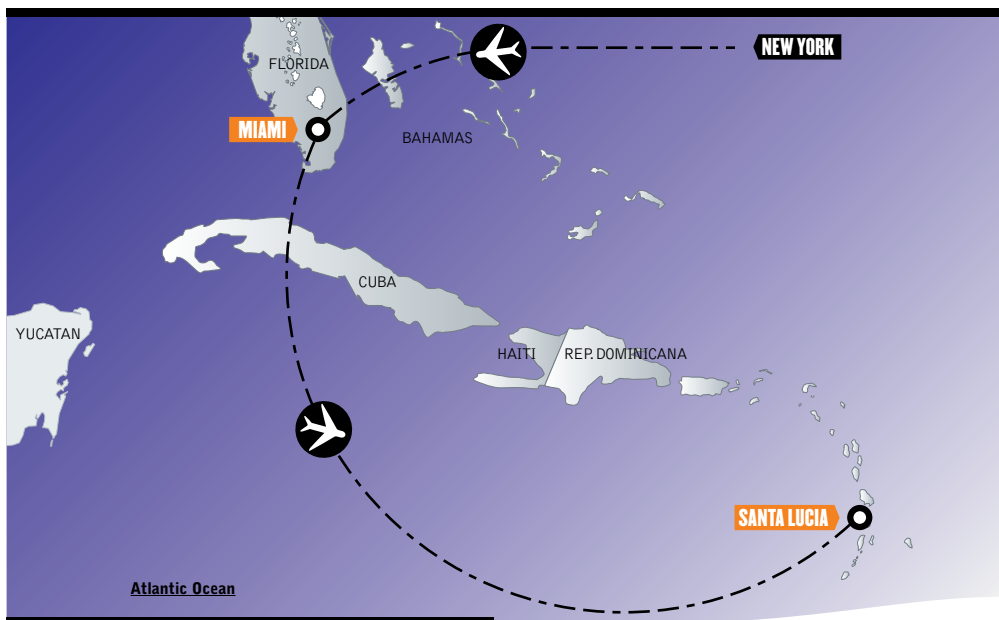 NEW YORK
FLORIDA
MIAMI
BAHAMAS
CUBA
YUCATAN
HAITI
REP. DOMINICANA
SANTA LUCIA
Atlantic Ocean